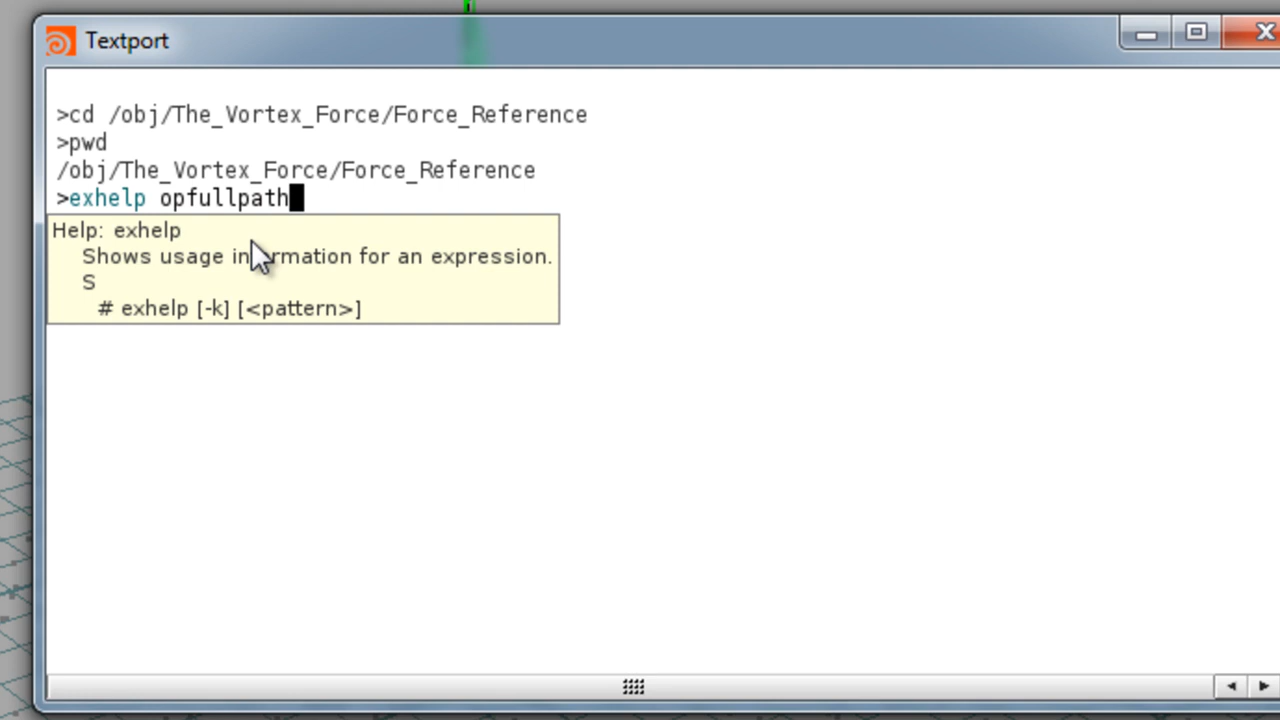 Textport
>cd /obj/The_Vortex_Force/Force_Reference
>pwd
/obj/The_Vortex_Force/Force_Reference
>exhelp opfullpath
Help: exhelp
Shows usage information for an expression.
S
# exhelp [-k] [<pattern>]